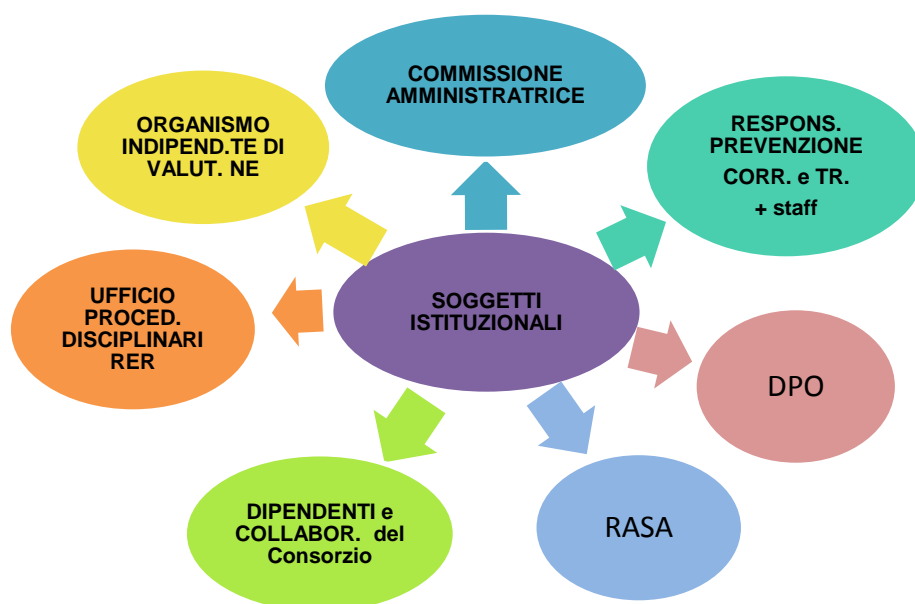 COMMISSIONE
AMMINISTRATRICE
ORGANISMO
INDIPEND.TE DI
VALUT. NE
RESPONS.
PREVENZIONE
CORR. e TR.
+ staff
UFFICIO
PROCED.
DISCIPLINARI
RER
SOGGETTI
ISTITUZIONALI
DPO
DIPENDENTI e
COLLABOR.  del
Consorzio
RASA